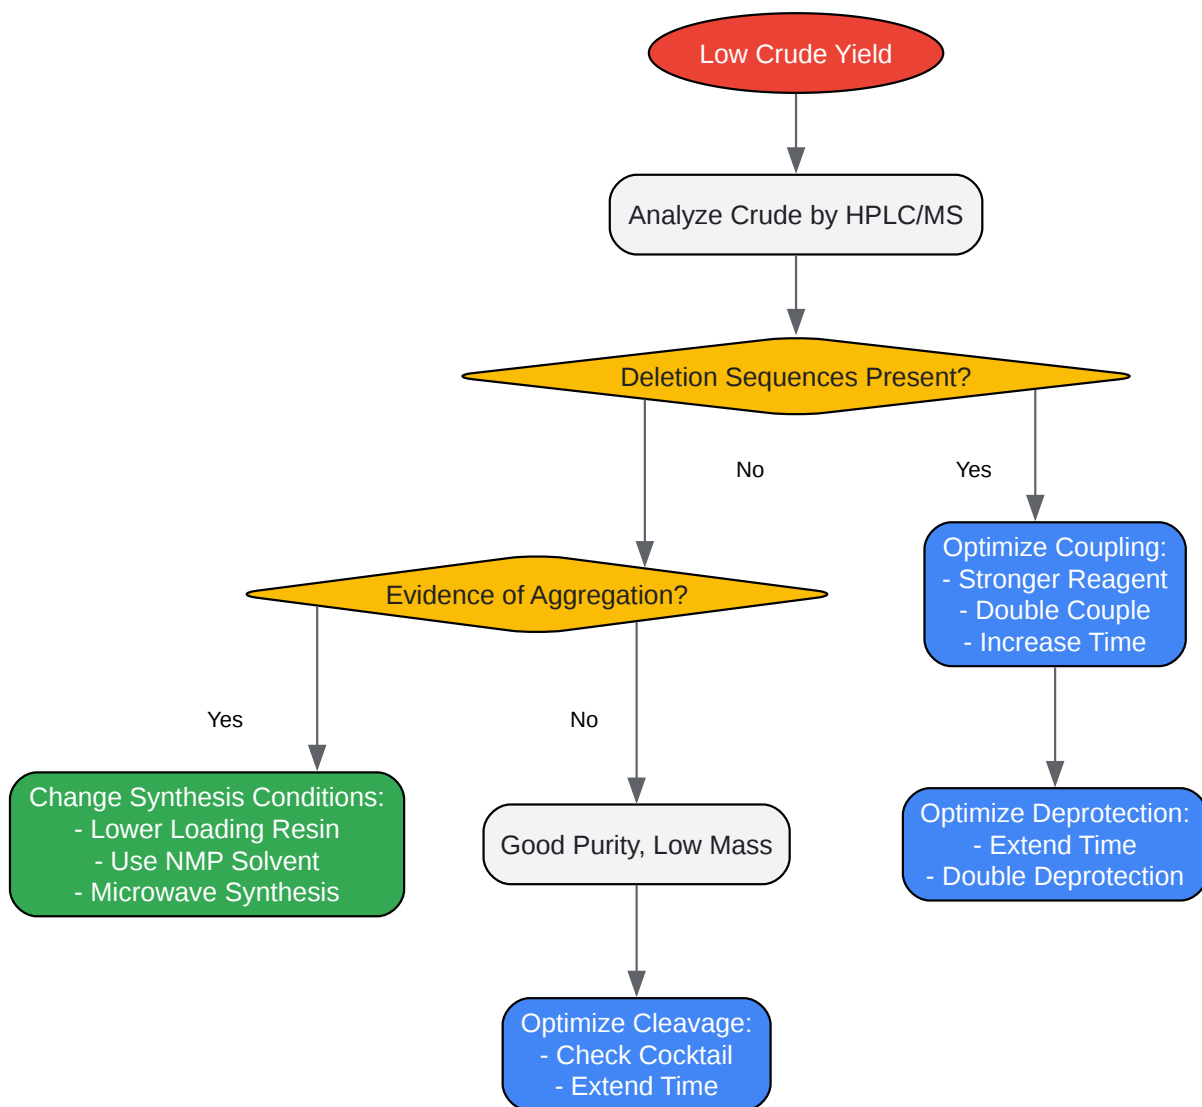 Low Crude Yield
Analyze Crude by HPLC/MS
Deletion Sequences Present?
No
Yes
Optimize Coupling:
- Stronger Reagent
- Double Couple
- Increase Time
Evidence of Aggregation?
Yes
No
Change Synthesis Conditions:
- Lower Loading Resin
- Use NMP Solvent
- Microwave Synthesis
Good Purity, Low Mass
Optimize Deprotection:
- Extend Time
- Double Deprotection
Optimize Cleavage:
- Check Cocktail
- Extend Time